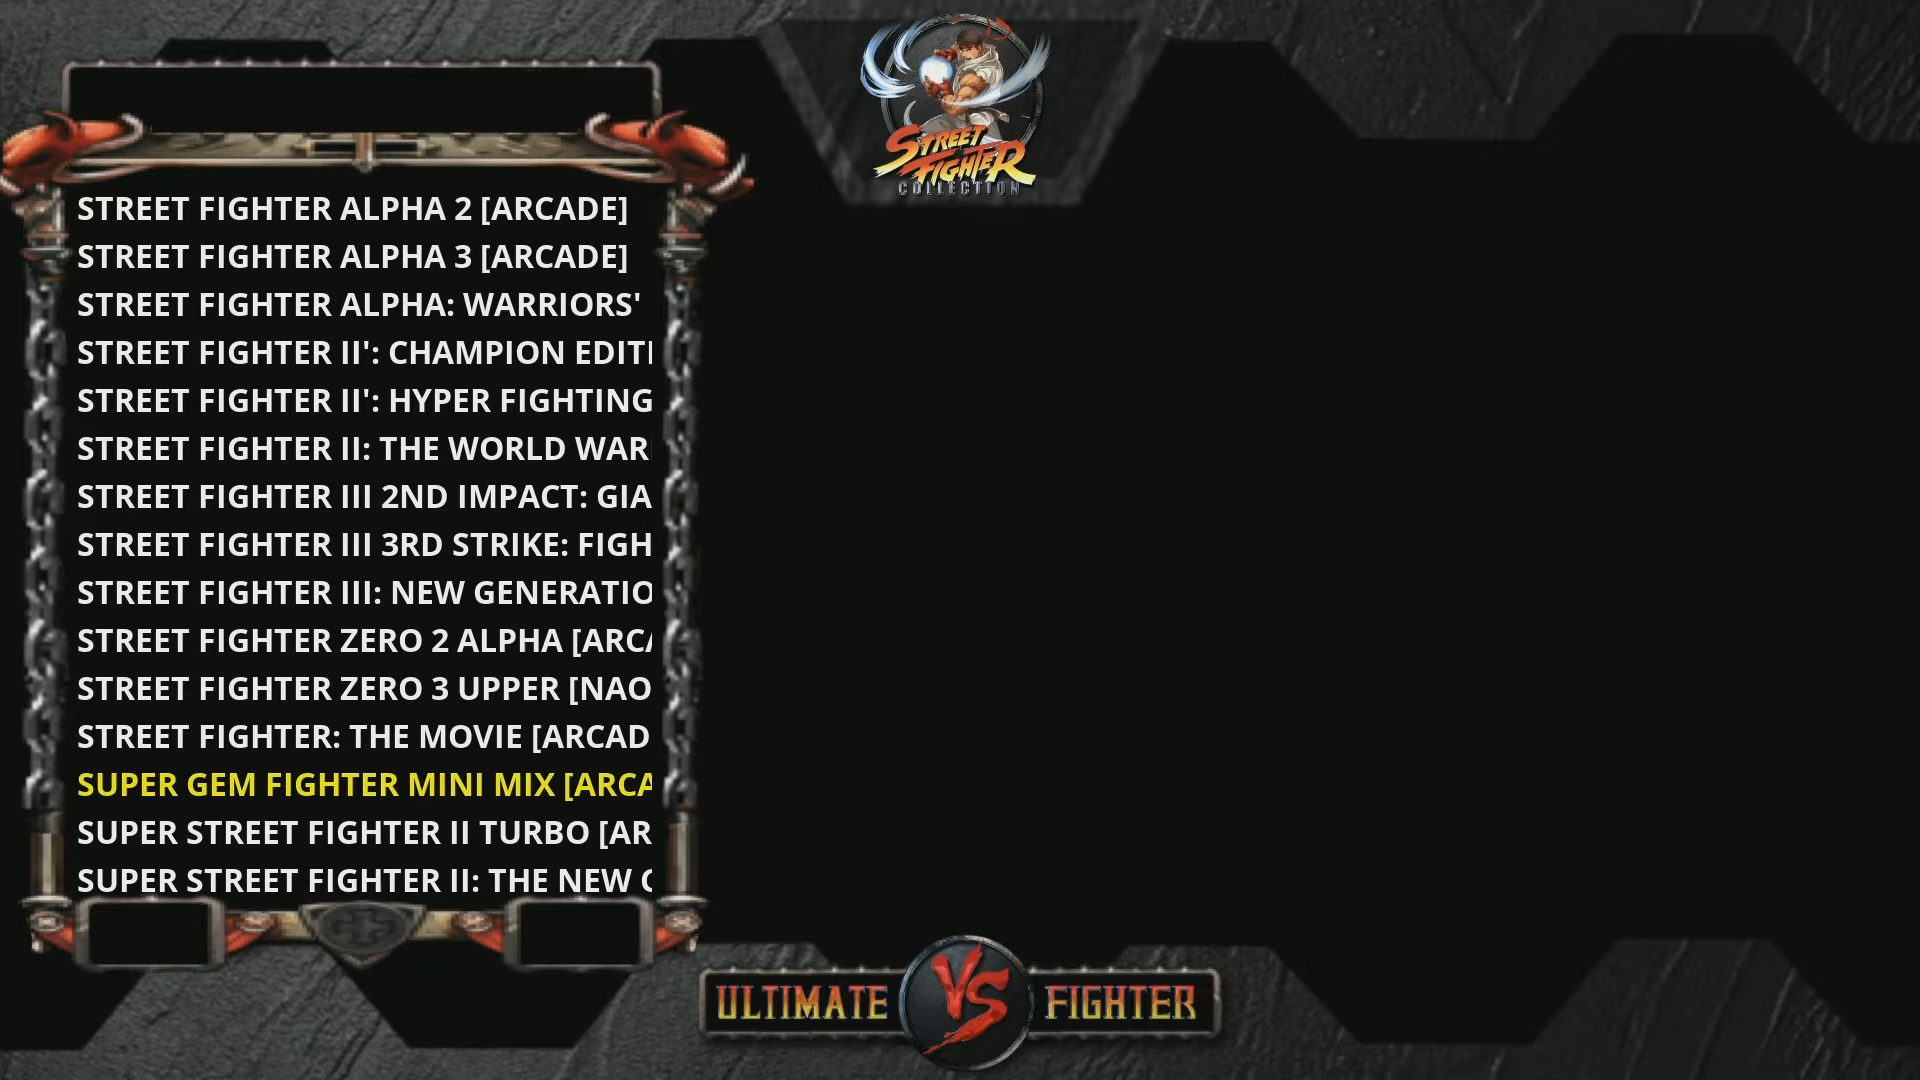 STREET
FIGHTER
COLLECTION
STREET FIGHTER ALPHA 2 [ARCADE]
STREET FIGHTER ALPHA 3 [ARCADE]
STREET FIGHTER ALPHA: WARRIORS'
STREET FIGHTER II': CHAMPION EDITI
STREET FIGHTER II': HYPER FIGHTING
STREET FIGHTER II: THE WORLD WAR
STREET FIGHTER III 2ND IMPACT: GIA
STREET FIGHTER III 3RD STRIKE: FIGH
STREET FIGHTER III: NEW GENERATIO
STREET FIGHTER ZERO 2 ALPHA [ARCA
STREET FIGHTER ZERO 3 UPPER [NAO
STREET FIGHTER: THE MOVIE [ARCAD
SUPER GEM FIGHTER MINI MIX [ARCA
SUPER STREET FIGHTER II TURBO [AR
SUPER STREET FIGHTER II: THE NEW C
ULTIMATE VS FIGHTER